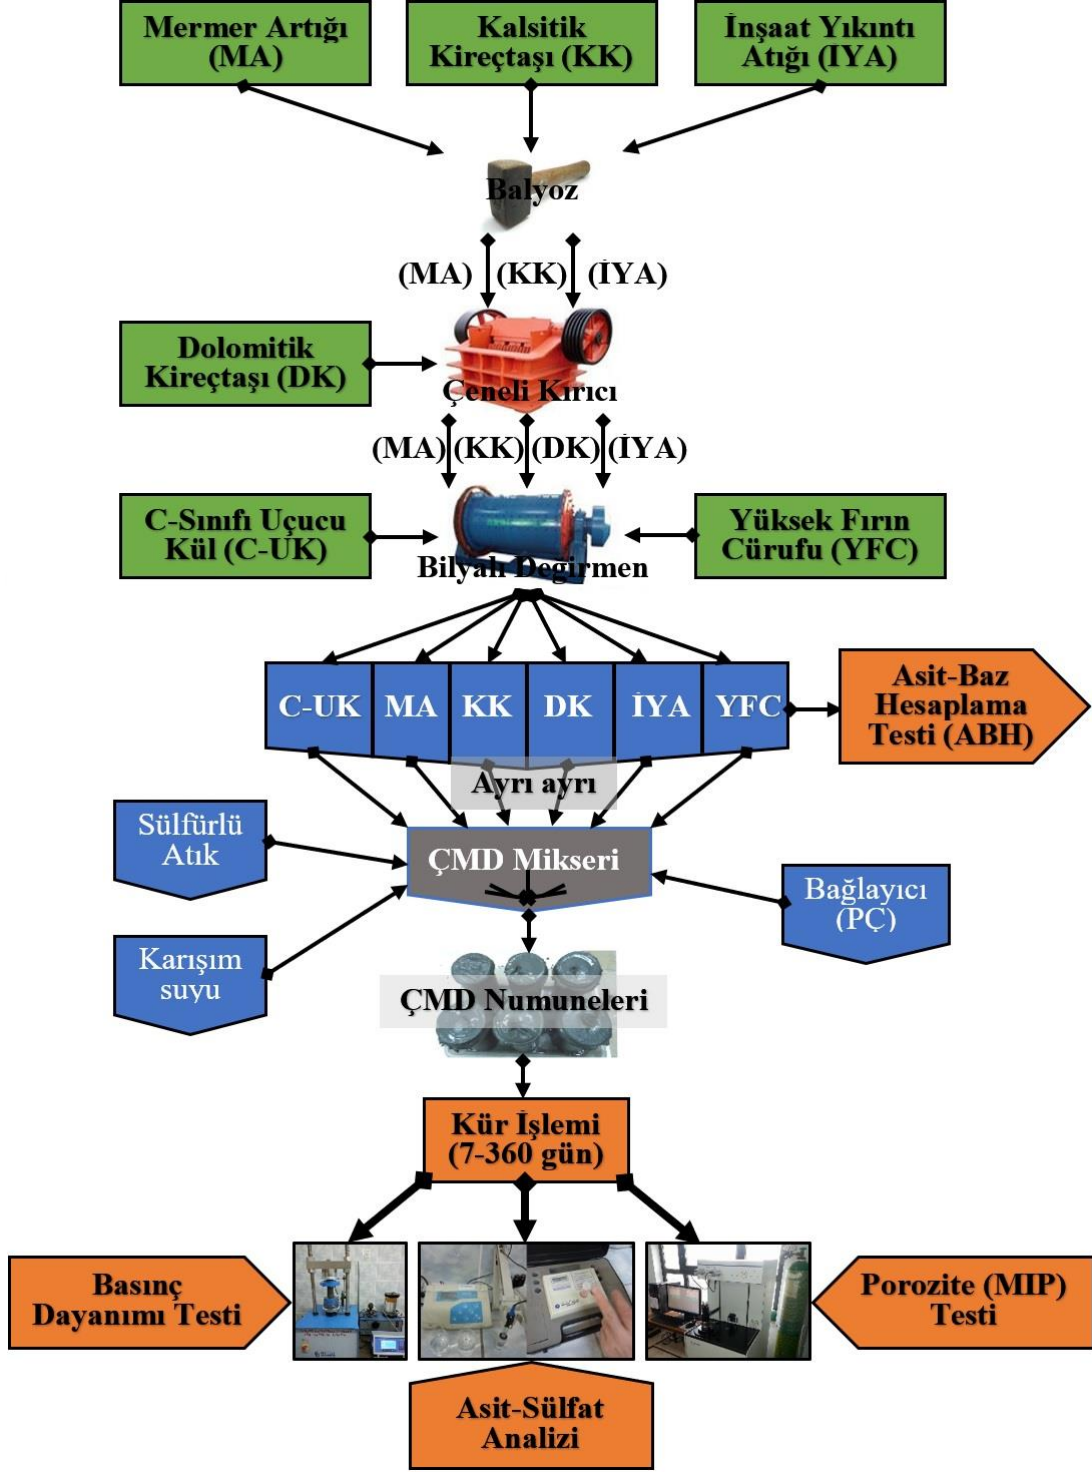 Mermer Artığı
(MA)
Kalsitik
Kireçtaşı (KK)
İnşaat Yıkıntı
Atığı (İYA)
Balyoz
(MA) (KK) (İYA)
Dolomitik
Kireçtaşı (DK)
Çeneli Kırıcı
(MA) (KK) (DK) (İYA)
C-Sınıfı Uçucu
Kül (C-UK)
Yüksek Fırın
Cürufu (YFC)
Bilyalı Değirmen
C-UK MA KK DK İYA YFC
Asit-Baz
Hesaplama
Testi (ABH)
Ayrı ayrı
Sülfürlü
Atık
ÇMD Mikseri
Bağlayıcı
(PÇ)
Karışım
suyu
ÇMD Numuneleri
Kür İşlemi
(7-360 gün)
Basınç
Dayanımı Testi
Porozite (MIP)
Testi
Asit-Sülfat
Analizi